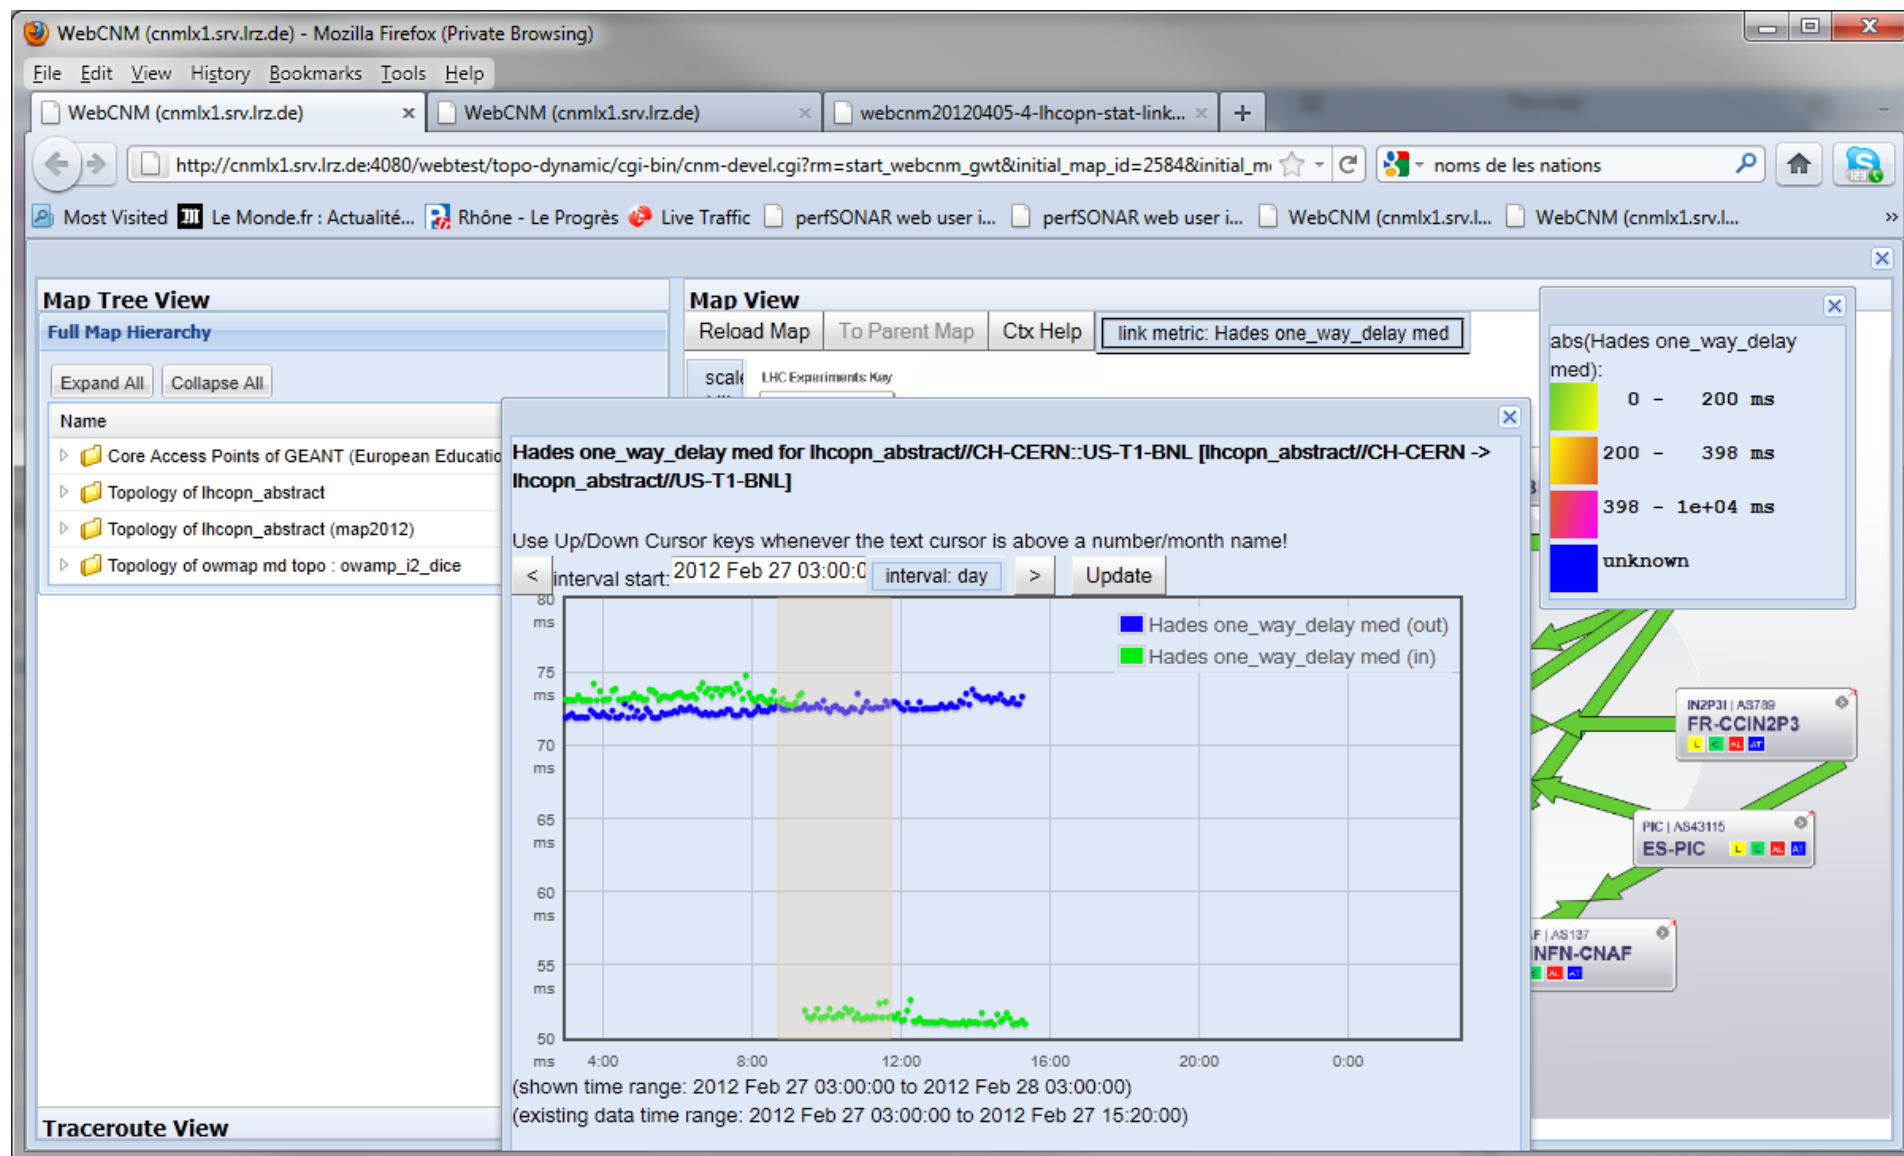 WebCNM (cnmlx1.srv.lrz.de) - Mozilla Firefox (Private Browsing)
File Edit View History Bookmarks Tools Help
WebCNM (cnmlx1.srv.lrz.de)
WebCNM (cnmlx1.srv.lrz.de)
webcnm20120405-4-lhcopn-stat-link...
http://cnmlx1.srv.lrz.de:4080/webtest/topo-dynamic/cgi-bin/cnm-devel.cgi?rm=start_webcnm_gwt&initial_map_id=2584&initial_m
noms de les nations
Most Visited
Le Monde.fr : Actualité...
Rhône - Le Progrès
Live Traffic
perfSONAR web user i...
perfSONAR web user i...
WebCNM (cnmlx1.srv.l...
WebCNM (cnmlx1.srv.l...
Map Tree View
Full Map Hierarchy
Expand All
Collapse All
Name
Core Access Points of GEANT (European Educatio
Topology of lhcopn_abstract
Topology of lhcopn_abstract (map2012)
Topology of owmap md topo : owamp_i2_dice
Traceroute View
Map View
Reload Map
To Parent Map
Ctx Help
link metric: Hades one_way_delay med
scale
LHC Experiments Key
abs(Hades one_way_delay
med):
0 - 200 ms
200 - 398 ms
398 - 1e+04 ms
unknown
Hades one_way_delay med for lhcopn_abstract//CH-CERN::US-T1-BNL [lhcopn_abstract//CH-CERN ->
lhcopn_abstract//US-T1-BNL]
Use Up/Down Cursor keys whenever the text cursor is above a number/month name!
< interval start: 2012 Feb 27 03:00:0 interval: day > Update
80
ms
75
ms
70
ms
65
ms
60
ms
55
ms
50
ms
Hades one_way_delay med (out)
Hades one_way_delay med (in)
4:00 8:00 12:00 16:00 20:00 0:00
(shown time range: 2012 Feb 27 03:00:00 to 2012 Feb 28 03:00:00)
(existing data time range: 2012 Feb 27 03:00:00 to 2012 Feb 27 15:20:00)
IN2P3I | AS789
FR-CCIN2P3
L C AL AT
PIC | AS43115
ES-PIC L C AL AT
F | AS137
NFN-CNAF
C AL AT